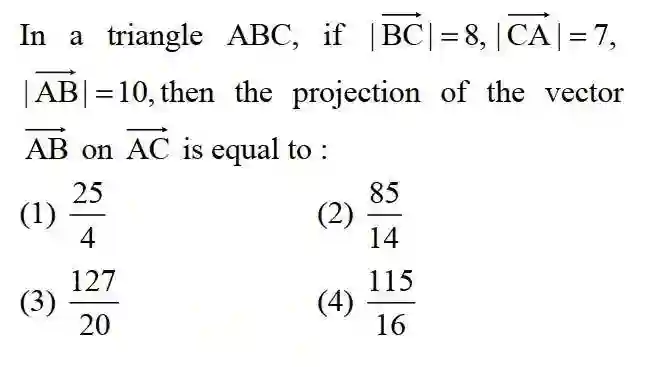 In a triangle ABC, if |$\overrightarrow{BC}$| = 8, |$\overrightarrow{CA}$| = 7,
|$\overrightarrow{AB}$| = 10, then the projection of the vector
$\overrightarrow{AB}$ on $\overrightarrow{AC}$ is equal to :
(1) $\frac{25}{4}$ (2) $\frac{85}{14}$
(3) $\frac{127}{20}$ (4) $\frac{115}{16}$